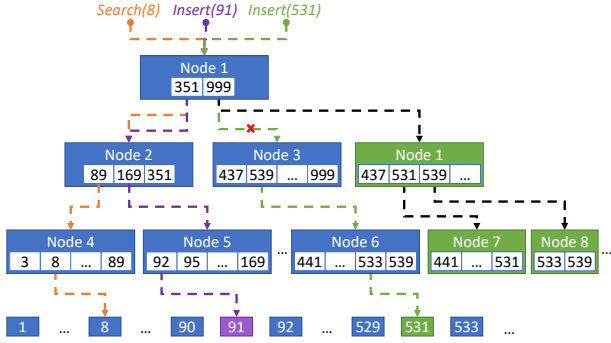 Search(8) Insert(91) Insert(531)
Node 1
351 999
Node 2 Node 3 Node 1
89 169 351 437 539 ... 999 437 531 539 ...
Node 4 Node 5 Node 6 Node 7 Node 8
3 8 ... 89 92 95 ... 169 ... 441 ... 533 539 441 ... 531 533 539 ...
1 ... 8 ... 90 91 92 ... 529 531 533 ...